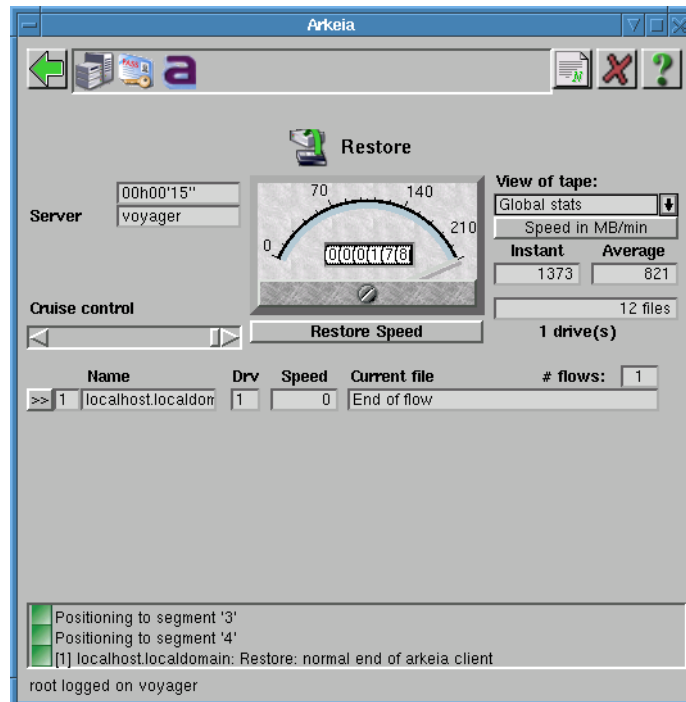 Arkeia
PASS
N
Restore
00h00'15"
Server voyager
0 70 140 210
000178
View of tape:
Global stats
Speed in MB/min
Instant Average
1373 821
12 files
1 drive(s)
Cruise control
Restore Speed
Name Drv Speed Current file # flows: 1
>> 1 localhost.localdom 1 0 End of flow
Positioning to segment '3'
Positioning to segment '4'
[1] localhost.localdomain: Restore: normal end of arkeia client
root logged on voyager